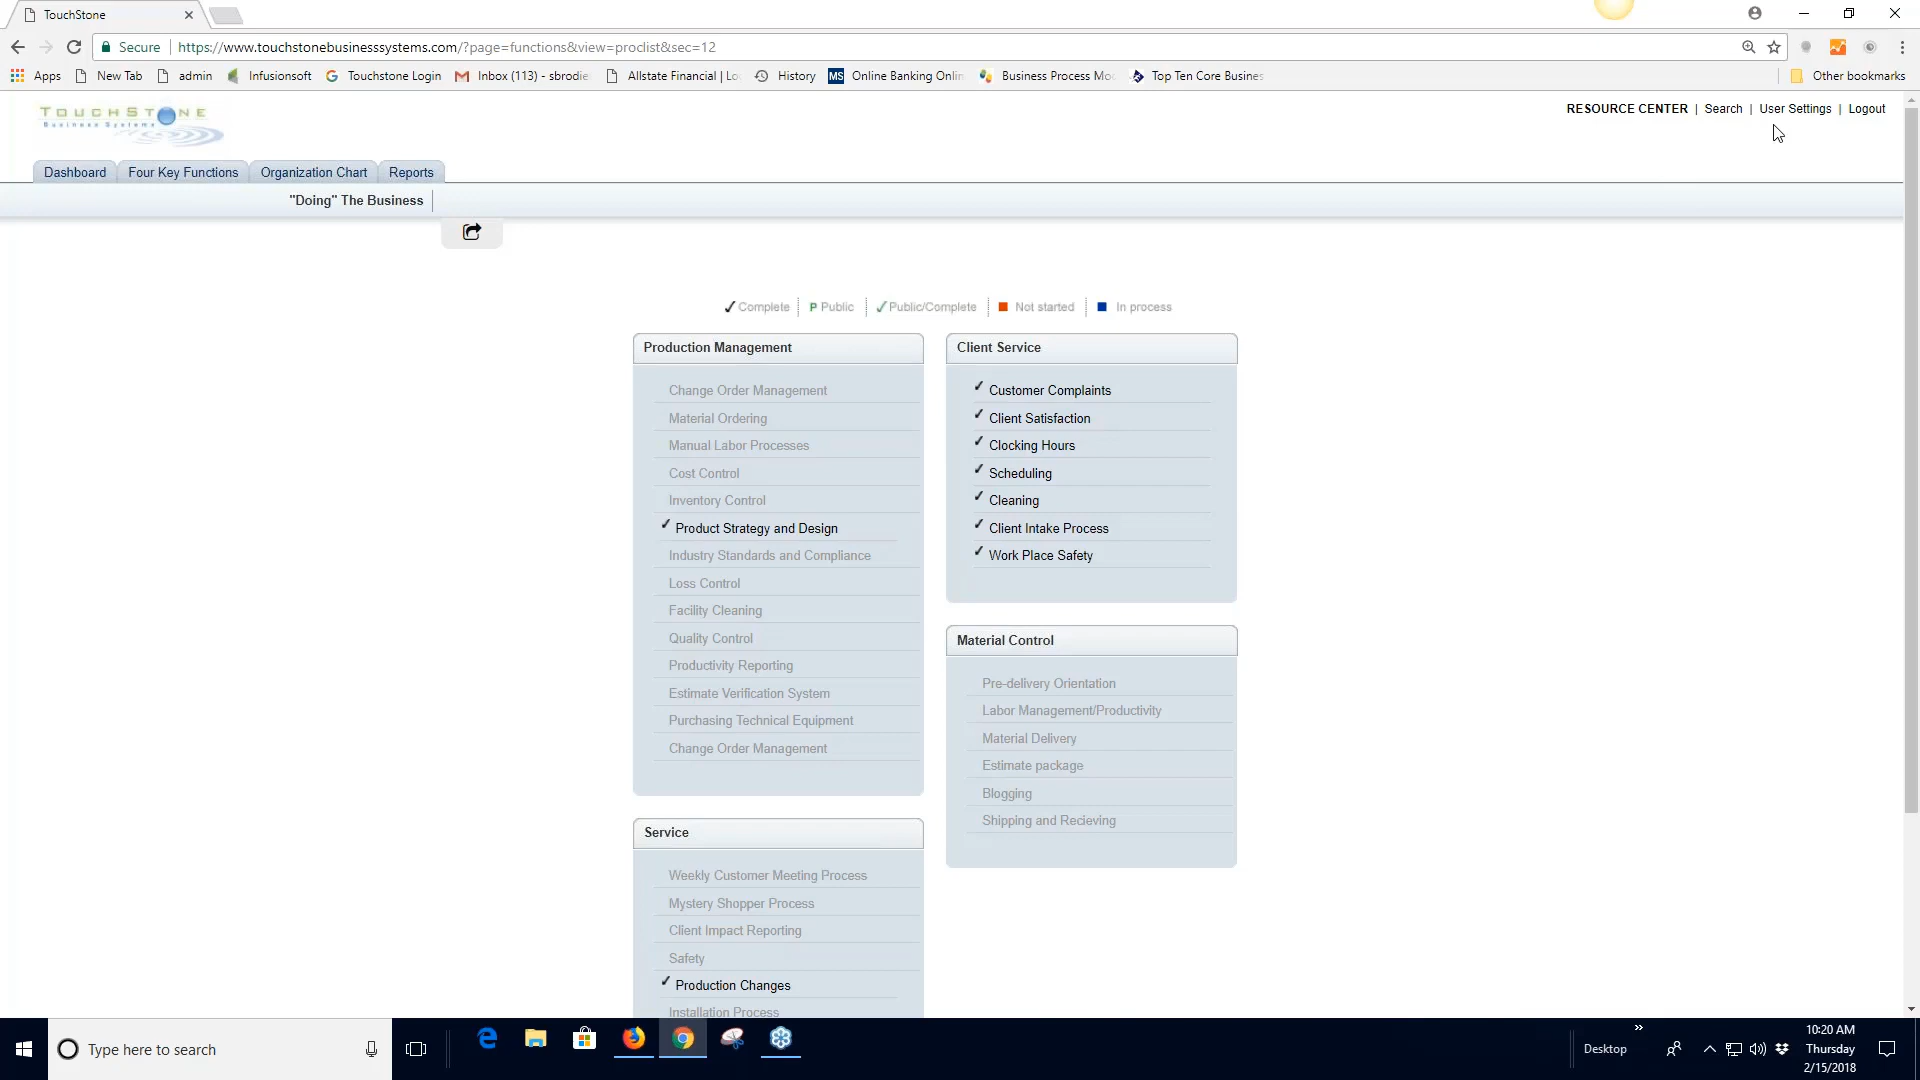 TouchStone
Secure
https://www.touchstonebusinesssystems.com/?page=functions&view=proclist&sec=12
Apps
New Tab
admin
Infusionsoft
Touchstone Login
Inbox (113) - sbrodie
Allstate Financial | Lo
History
MS
Online Banking Onlin
Business Process Mo
Top Ten Core Busines
Other bookmarks
TOUCHSTONE
Business Systems
RESOURCE CENTER | Search | User Settings | Logout
Dashboard
Four Key Functions
Organization Chart
Reports
"Doing" The Business
Complete
P Public
Public/Complete
Not started
In process
Production Management
Change Order Management
Material Ordering
Manual Labor Processes
Cost Control
Inventory Control
Product Strategy and Design
Industry Standards and Compliance
Loss Control
Facility Cleaning
Quality Control
Productivity Reporting
Estimate Verification System
Purchasing Technical Equipment
Change Order Management
Service
Weekly Customer Meeting Process
Mystery Shopper Process
Client Impact Reporting
Safety
Production Changes
Installation Process
Client Service
Customer Complaints
Client Satisfaction
Clocking Hours
Scheduling
Cleaning
Client Intake Process
Work Place Safety
Material Control
Pre-delivery Orientation
Labor Management/Productivity
Material Delivery
Estimate package
Blogging
Shipping and Recieving
Type here to search
Desktop
10:20 AM
Thursday
2/15/2018